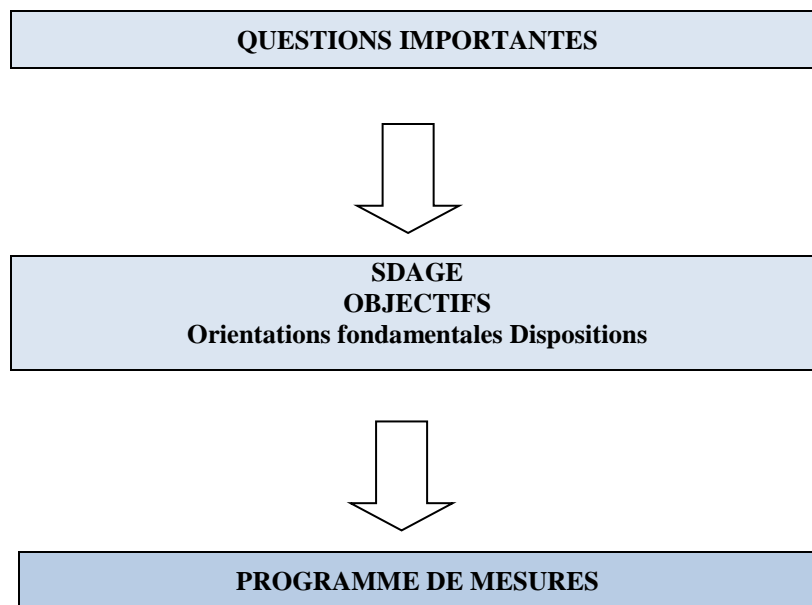 QUESTIONS IMPORTANTES
SDAGE
OBJECTIFS
Orientations fondamentales Dispositions
PROGRAMME DE MESURES